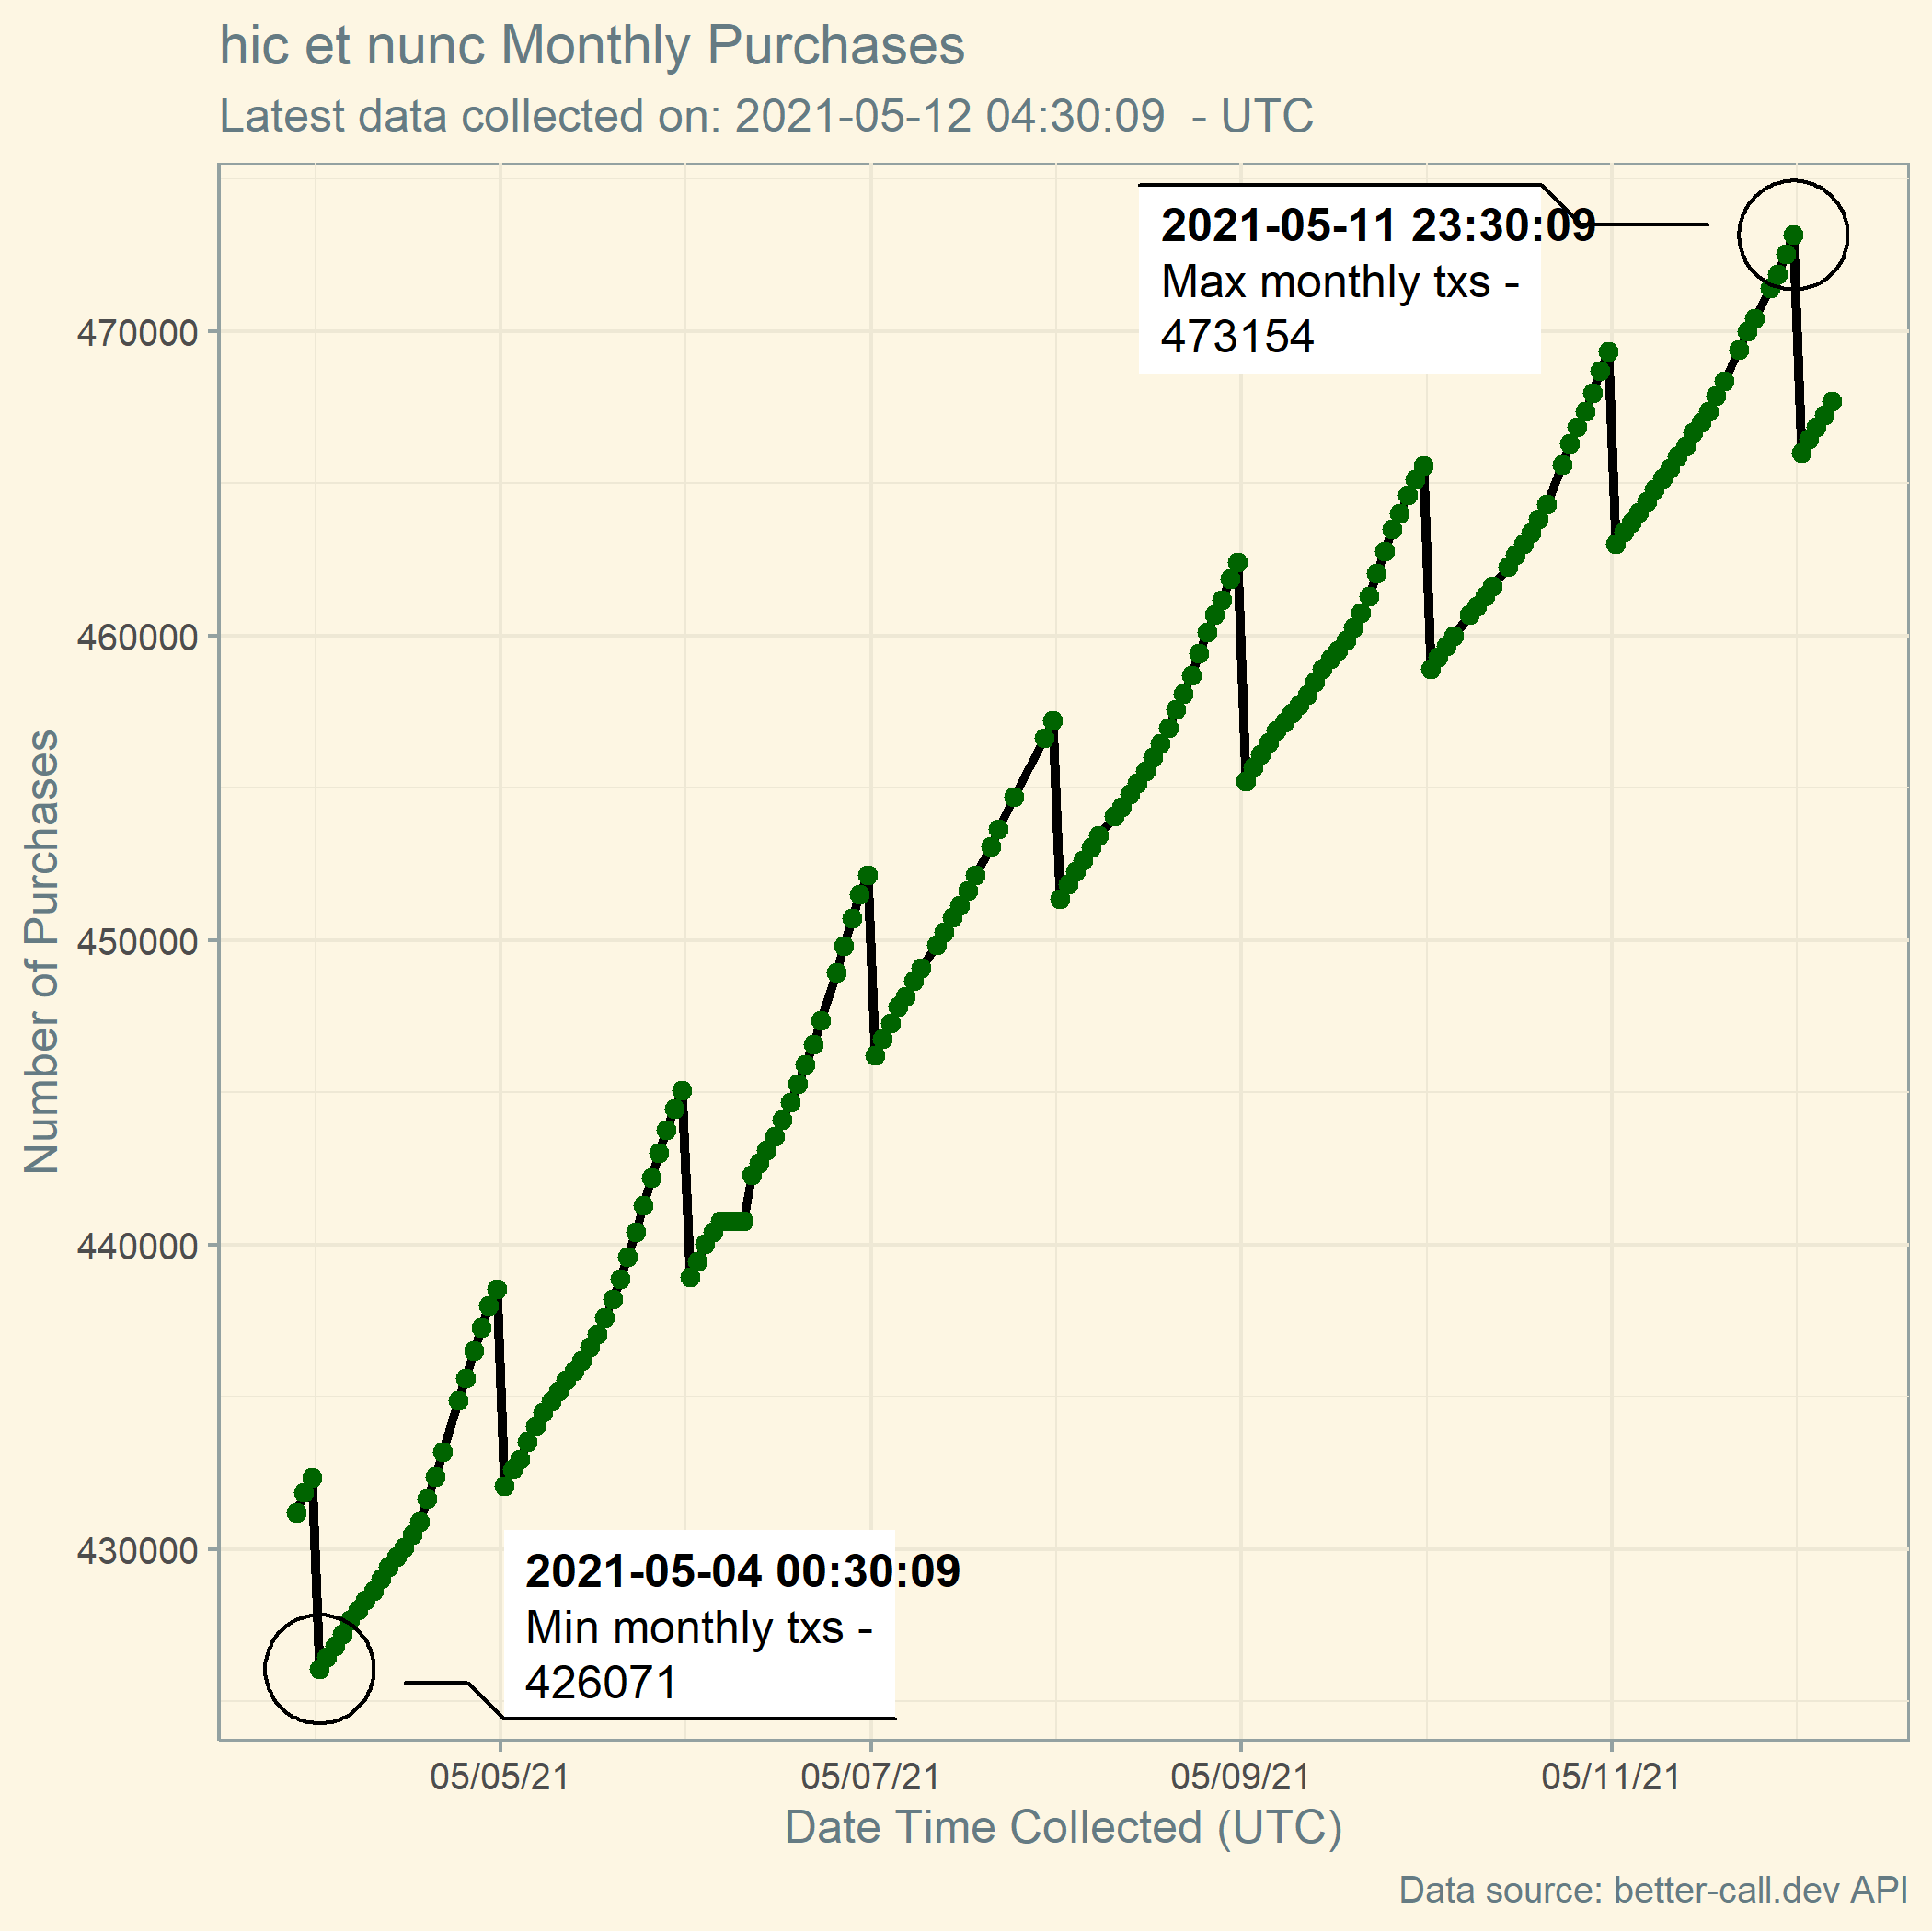 hic et nunc Monthly Purchases
Latest data collected on: 2021-05-12 04:30:09  - UTC
2021-05-11 23:30:09
Max monthly txs -
473154
470000
460000
450000
440000
430000
Number of Purchases
2021-05-04 00:30:09
Min monthly txs -
426071
05/05/21 05/07/21 05/09/21 05/11/21
Date Time Collected (UTC)
Data source: better-call.dev API